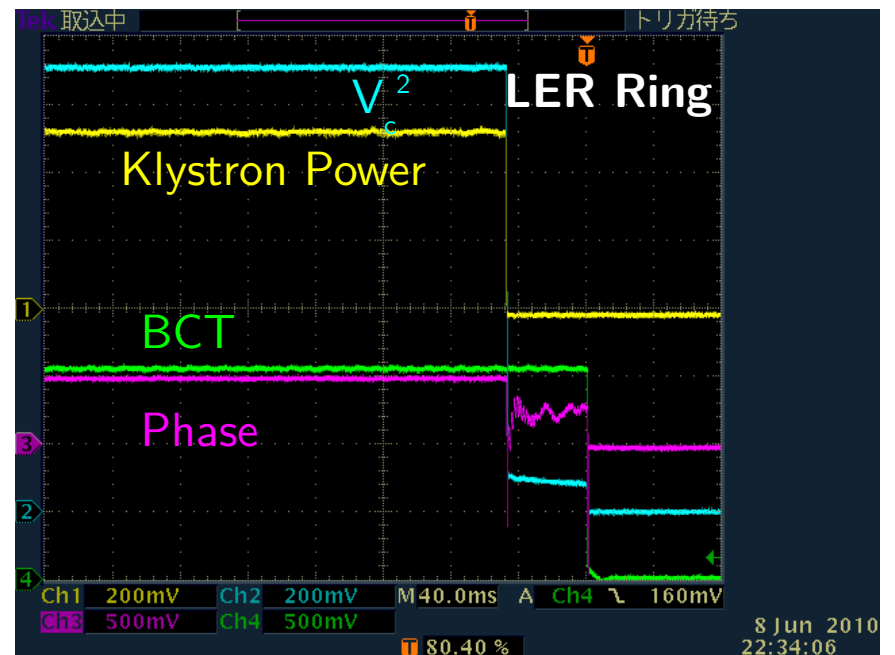 Tek 取込中 トリガ待ち
T
T
LER Ring
V_c^2
Klystron Power
1
BCT
Phase
3
2
4
Ch1 200mV Ch2 200mV M 40.0ms A Ch4 160mV
Ch3 500mV Ch4 500mV
T 80.40 %
8 Jun 2010
22:34:06